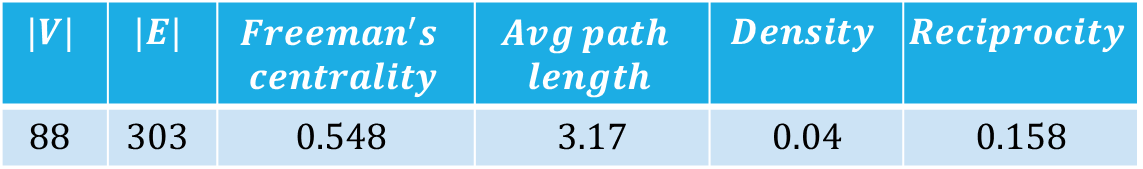 |V| |E| Freeman's centrality Avg path length Density Reciprocity
88 303 0.548 3.17 0.04 0.158